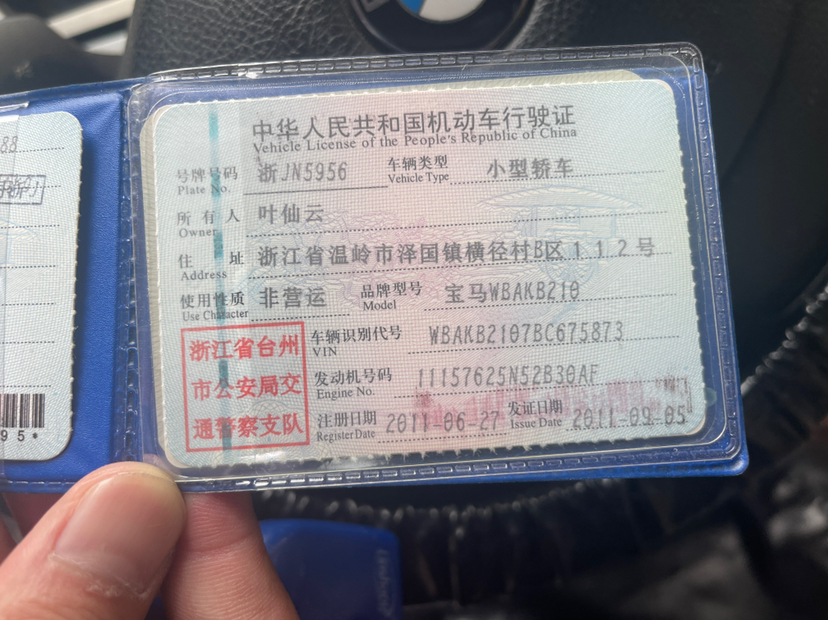 88
中华人民共和国机动车行驶证
Vehicle License of the People's Republic of China
号牌号码 浙JN5956 车辆类型 小型轿车
Plate No. Vehicle Type
所有人 叶仙云
Owner
住址 浙江省温岭市泽国镇横径村B区112号
Address
使用性质 非营运 品牌型号 宝马WBAKB210
Use Character Model
浙江省台州
市公安局交
通警察支队
车辆识别代号 WBAKB2107BC675873
VIN
发动机号码 11157625N52B30AF
Engine No.
注册日期 2011-06-27 发证日期 2011-09-05
Register Date Issue Date
95*